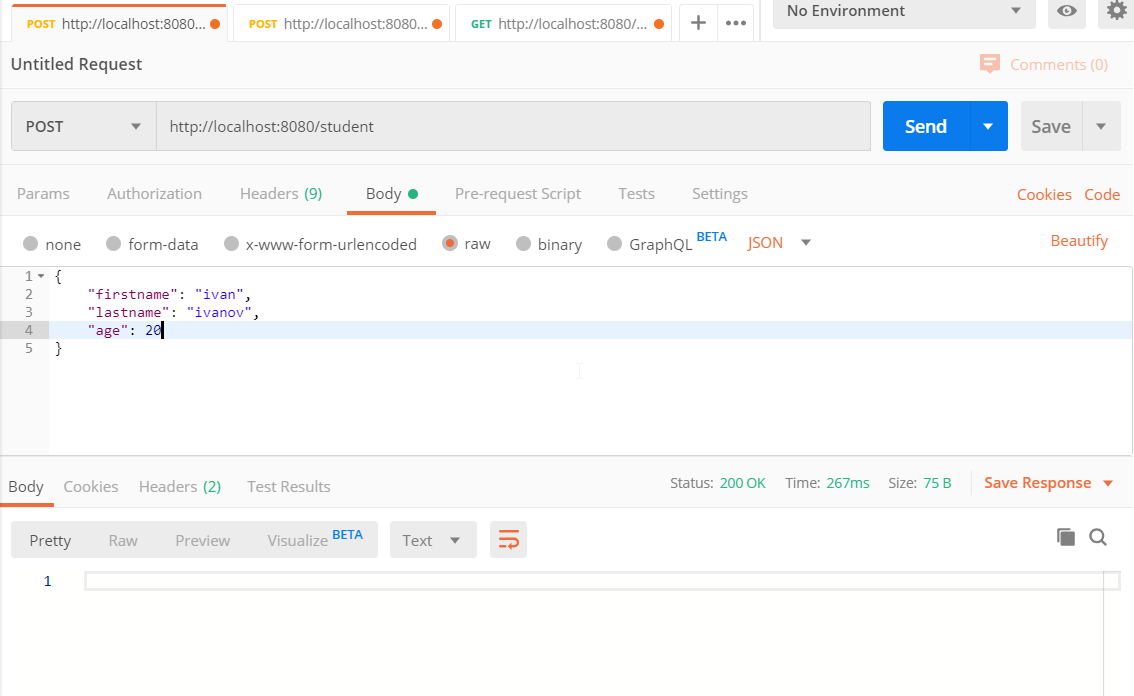 POST http://localhost:8080... POST http://localhost:8080... GET http://localhost:8080/... + ••• No Environment
Untitled Request Comments (0)
POST http://localhost:8080/student Send Save
Params Authorization Headers (9) Body Pre-request Script Tests Settings Cookies Code
none form-data x-www-form-urlencoded raw binary GraphQL BETA JSON Beautify
1 {
2 "firstname": "ivan",
3 "lastname": "ivanov",
4 "age": 20
5 }
Body Cookies Headers (2) Test Results Status: 200 OK Time: 267ms Size: 75 B Save Response
Pretty Raw Preview Visualize BETA Text
1